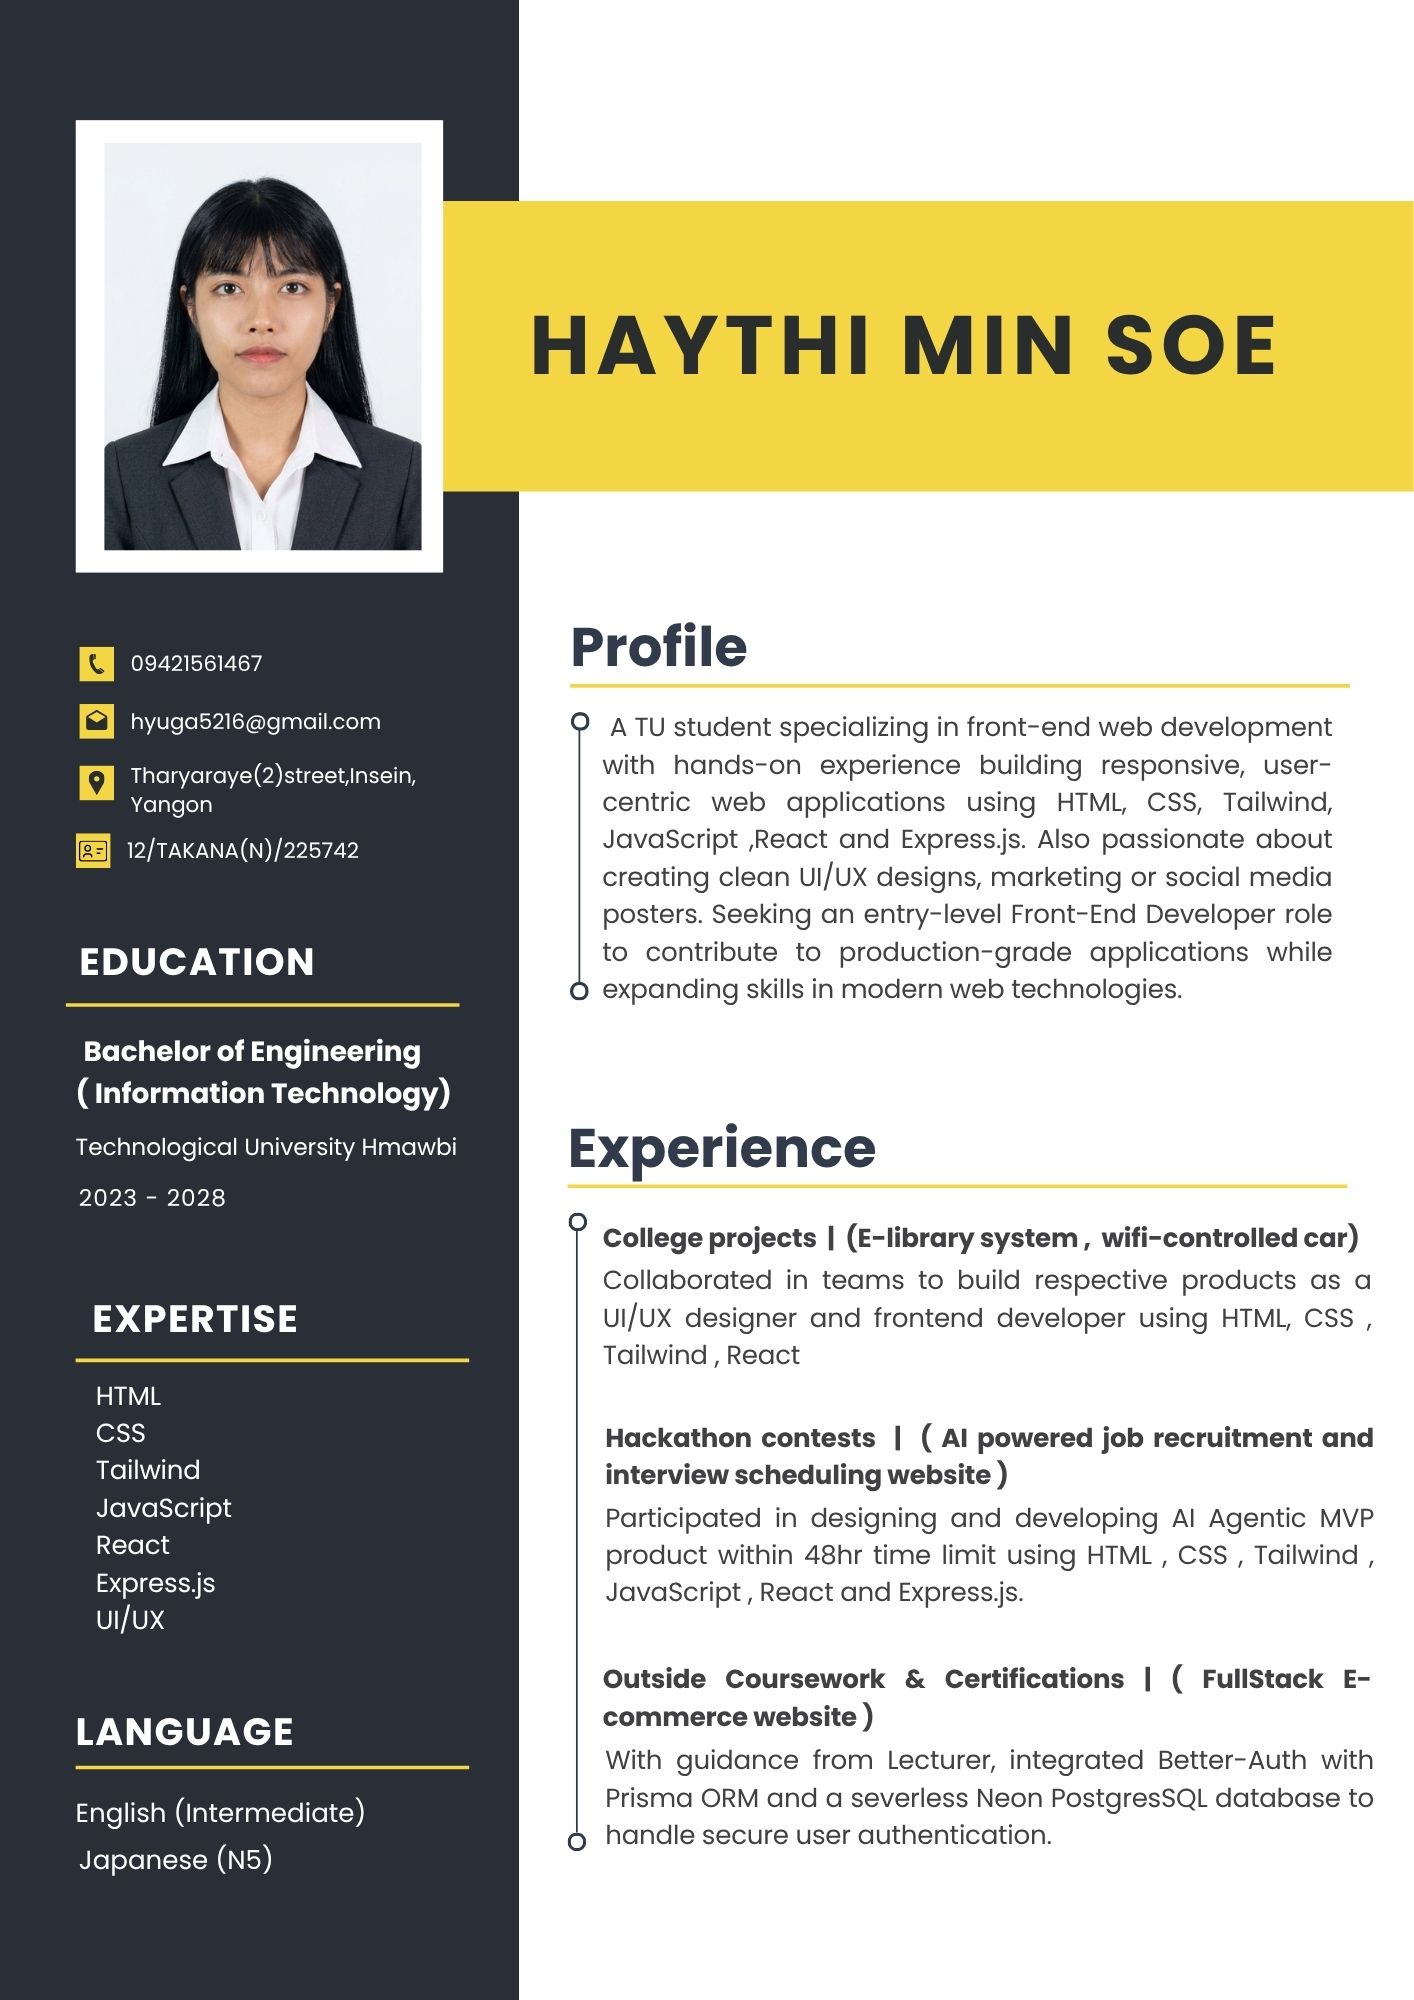 HAYTHI MIN SOE
09421561467
hyuga5216@gmail.com
Tharyaraye(2)street,Insein,
Yangon
12/TAKANA(N)/225742
EDUCATION
Bachelor of Engineering
( Information Technology)
Technological University Hmawbi
2023 - 2028
EXPERTISE
HTML
CSS
Tailwind
JavaScript
React
Express.js
UI/UX
LANGUAGE
English (Intermediate)
Japanese (N5)
Profile
A TU student specializing in front-end web development
with hands-on experience building responsive, user-
centric web applications using HTML, CSS, Tailwind,
JavaScript ,React and Express.js. Also passionate about
creating clean UI/UX designs, marketing or social media
posters. Seeking an entry-level Front-End Developer role
to contribute to production-grade applications while
expanding skills in modern web technologies.
Experience
College projects | (E-library system , wifi-controlled car)
Collaborated in teams to build respective products as a
UI/UX designer and frontend developer using HTML, CSS ,
Tailwind , React
Hackathon contests | ( AI powered job recruitment and
interview scheduling website )
Participated in designing and developing AI Agentic MVP
product within 48hr time limit using HTML , CSS , Tailwind ,
JavaScript , React and Express.js.
Outside Coursework & Certifications | ( FullStack E-
commerce website )
With guidance from Lecturer, integrated Better-Auth with
Prisma ORM and a severless Neon PostgresSQL database to
handle secure user authentication.